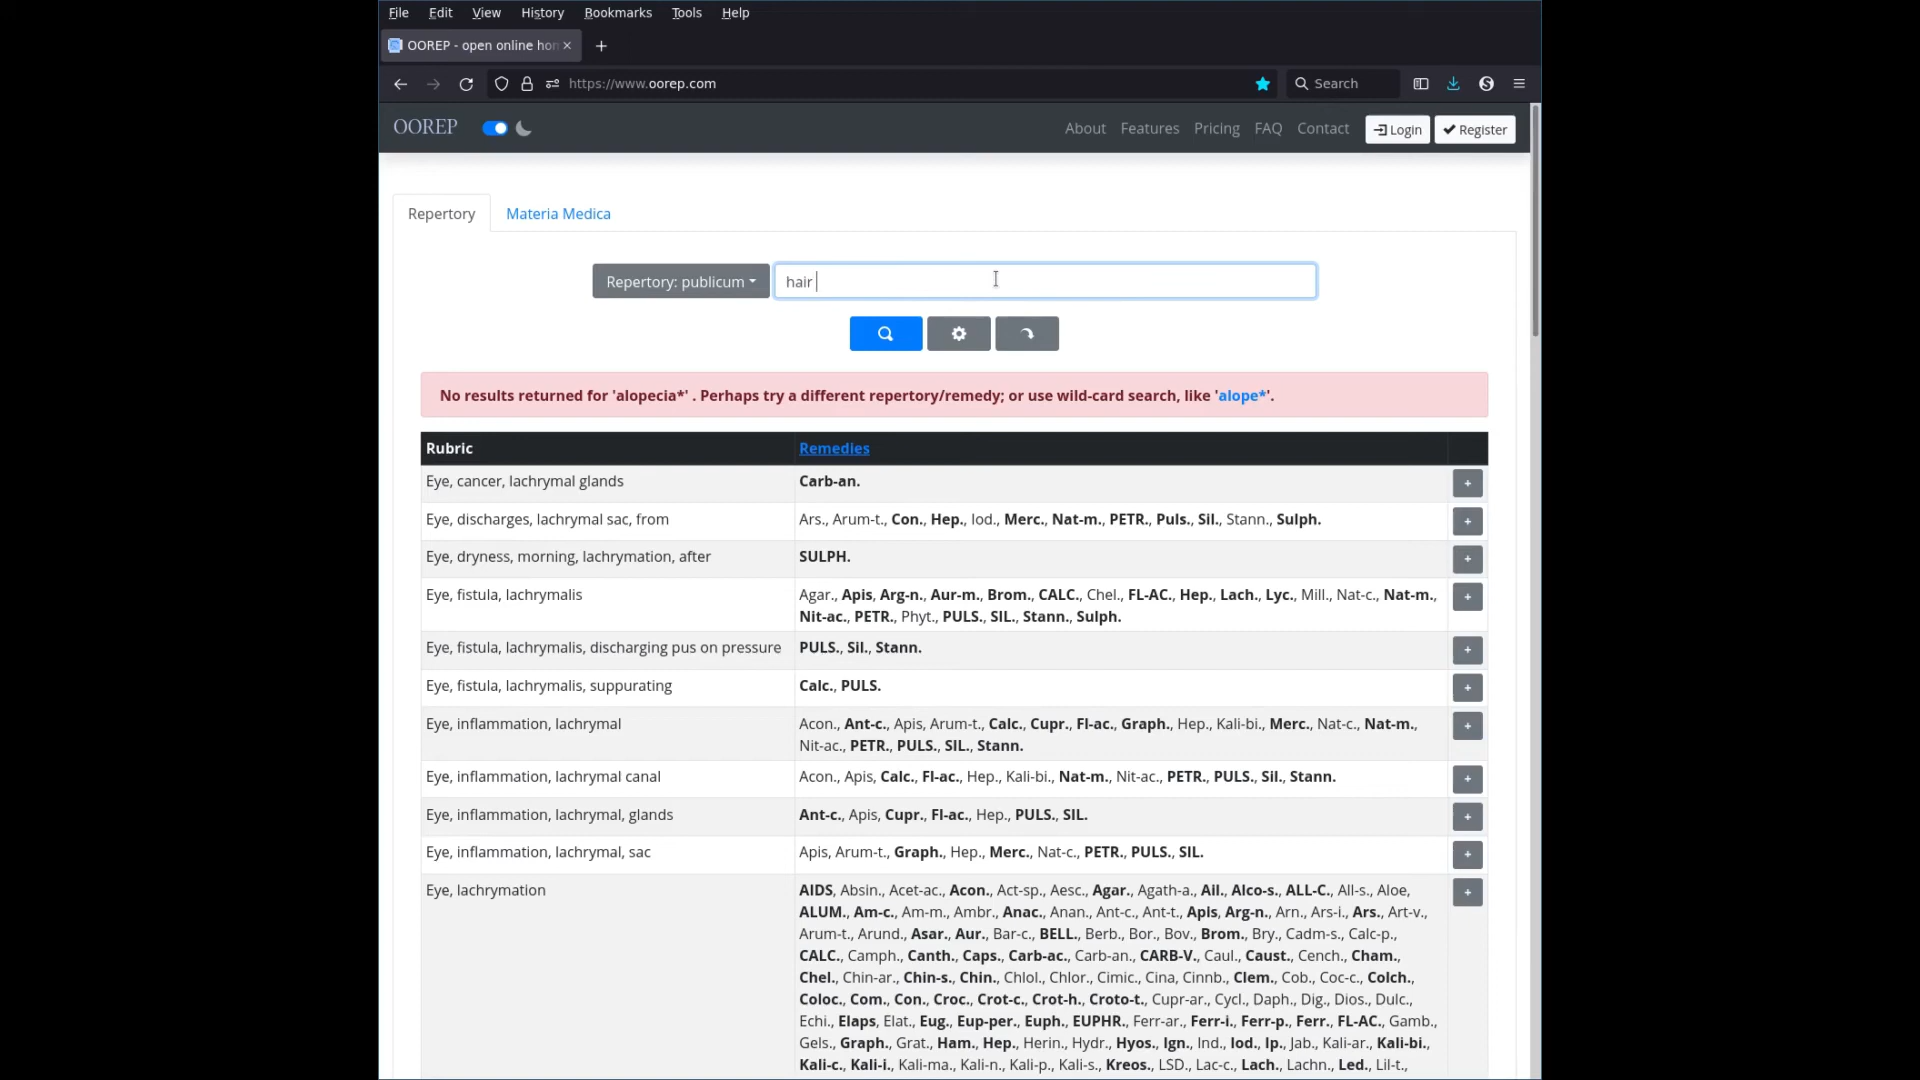 File Edit View History Bookmarks Tools Help
OOREP - open online hon
https://www.oorep.com
Search
OOREP
About Features Pricing FAQ Contact Login Register
Repertory Materia Medica
Repertory: publicum hair
No results returned for 'alopecia*' . Perhaps try a different repertory/remedy; or use wild-card search, like 'alope*'.
Rubric Remedies
Eye, cancer, lachrymal glands Carb-an. +
Eye, discharges, lachrymal sac, from Ars., Arum-t., Con., Hep., Iod., Merc., Nat-m., PETR., Puls., Sil., Stann., Sulph. +
Eye, dryness, morning, lachrymation, after SULPH. +
Eye, fistula, lachrymalis Agar., Apis, Arg-n., Aur-m., Brom., CALC., Chel., FL-AC., Hep., Lach., Lyc., Mill., Nat-c., Nat-m., +
Nit-ac., PETR., Phyt., PULS., SIL., Stann., Sulph.
Eye, fistula, lachrymalis, discharging pus on pressure PULS., Sil., Stann. +
Eye, fistula, lachrymalis, suppurating Calc., PULS. +
Eye, inflammation, lachrymal Acon., Ant-c., Apis, Arum-t., Calc., Cupr., Fl-ac., Graph., Hep., Kali-bi., Merc., Nat-c., Nat-m., +
Nit-ac., PETR., PULS., SIL., Stann.
Eye, inflammation, lachrymal canal Acon., Apis, Calc., Fl-ac., Hep., Kali-bi., Nat-m., Nit-ac., PETR., PULS., Sil., Stann. +
Eye, inflammation, lachrymal, glands Ant-c., Apis, Cupr., Fl-ac., Hep., PULS., SIL. +
Eye, inflammation, lachrymal, sac Apis, Arum-t., Graph., Hep., Merc., Nat-c., PETR., PULS., SIL. +
Eye, lachrymation AIDS, Absin., Acet-ac., Acon., Act-sp., Aesc., Agar., Agath-a., Ail., Alco-s., ALL-C., All-s., Aloe, +
ALUM., Am-c., Am-m., Ambr., Anac., Anan., Ant-c., Ant-t., Apis, Arg-n., Arn., Ars-i., Ars., Art-v.,
Arum-t., Arund., Asar., Aur., Bar-c., BELL., Berb., Bor., Bov., Brom., Bry., Cadm-s., Calc-p.,
CALC., Camph., Canth., Caps., Carb-ac., Carb-an., CARB-V., Caul., Caust., Cench., Cham.,
Chel., Chin-ar., Chin-s., Chin., Chlol., Chlor., Cimic., Cina, Cinnb., Clem., Cob., Coc-c., Colch.,
Coloc., Com., Con., Croc., Crot-c., Crot-h., Croto-t., Cupr-ar., Cycl., Daph., Dig., Dios., Dulc.,
Echi., Elaps, Elat., Eug., Eup-per., Euph., EUPHR., Ferr-ar., Ferr-i., Ferr-p., Ferr., FL-AC., Gamb.,
Gels., Graph., Grat., Ham., Hep., Herin., Hydr., Hyos., Ign., Ind., Iod., Ip., Jab., Kali-ar., Kali-bi.,
Kali-c., Kali-i., Kali-ma., Kali-n., Kali-p., Kali-s., Kreos., LSD., Lac-c., Lach., Lachn., Led., Lil-t.,